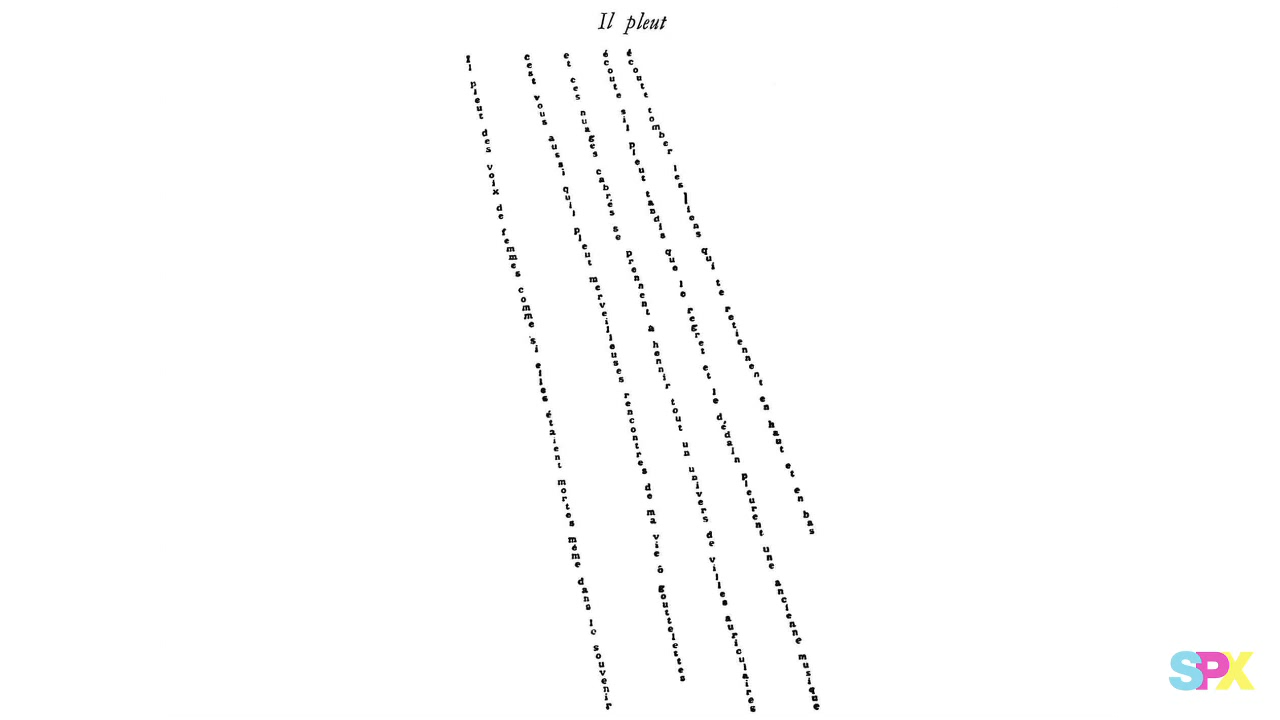 Il pleut
Il pleut des voix de femmes comme si elles étaient mortes même dans le souvenir
c'est vous aussi qu'il pleut merveilleuses rencontres de ma vie ô gouttelettes
et ces nuages cabrés se prennent a hennir tout un univers de villes auriculaires
écoute s'il pleut tandis que le regret et le dédain pleurent une ancienne musique
écoute tomber les liens qui te retiennent en haut et en bas
SPX